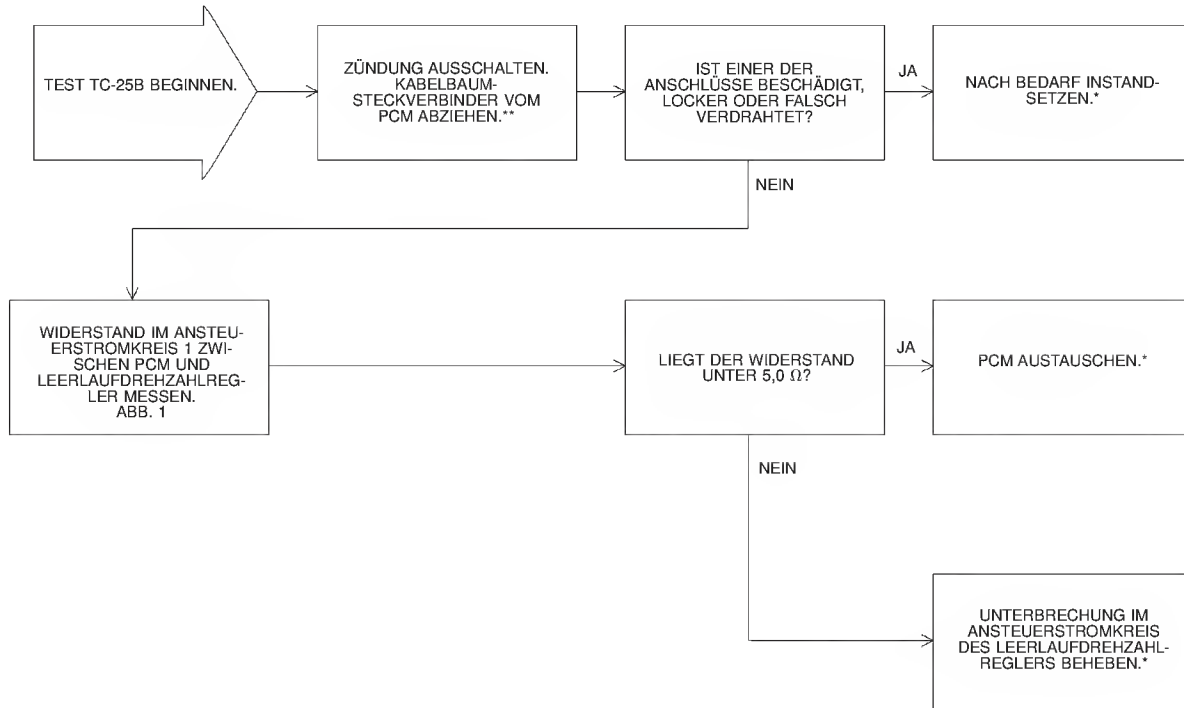 TEST TC-25B BEGINNEN.
ZÜNDUNG AUSSCHALTEN.
KABELBAUM-
STECKVERBINDER VOM
PCM ABZIEHEN.**
IST EINER DER
ANSCHLÜSSE BESCHÄDIGT,
LOCKER ODER FALSCH
VERDRAHTET?
JA
NACH BEDARF INSTAND-
SETZEN.*
NEIN
WIDERSTAND IM ANSTEU-
ERSTROMKREIS 1 ZWI-
SCHEN PCM UND
LEERLAUFDREHZAHLREG-
LER MESSEN.
ABB. 1
LIEGT DER WIDERSTAND
UNTER 5,0 Ω?
JA
PCM AUSTAUSCHEN.*
NEIN
UNTERBRECHUNG IM
ANSTEUERSTROMKREIS
DES LEERLAUFDREHZAHL-
REGLERS BEHEBEN.*